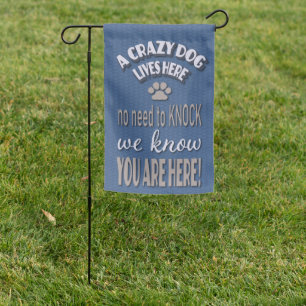 A CRAZY DOG
LIVES HERE
no need to KNOCK
we know
YOU ARE HERE!